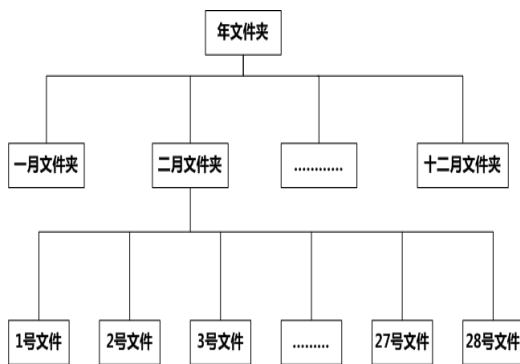 年文件夹
一月文件夹
二月文件夹
............
十二月文件夹
1号文件
2号文件
3号文件
.........
27号文件
28号文件